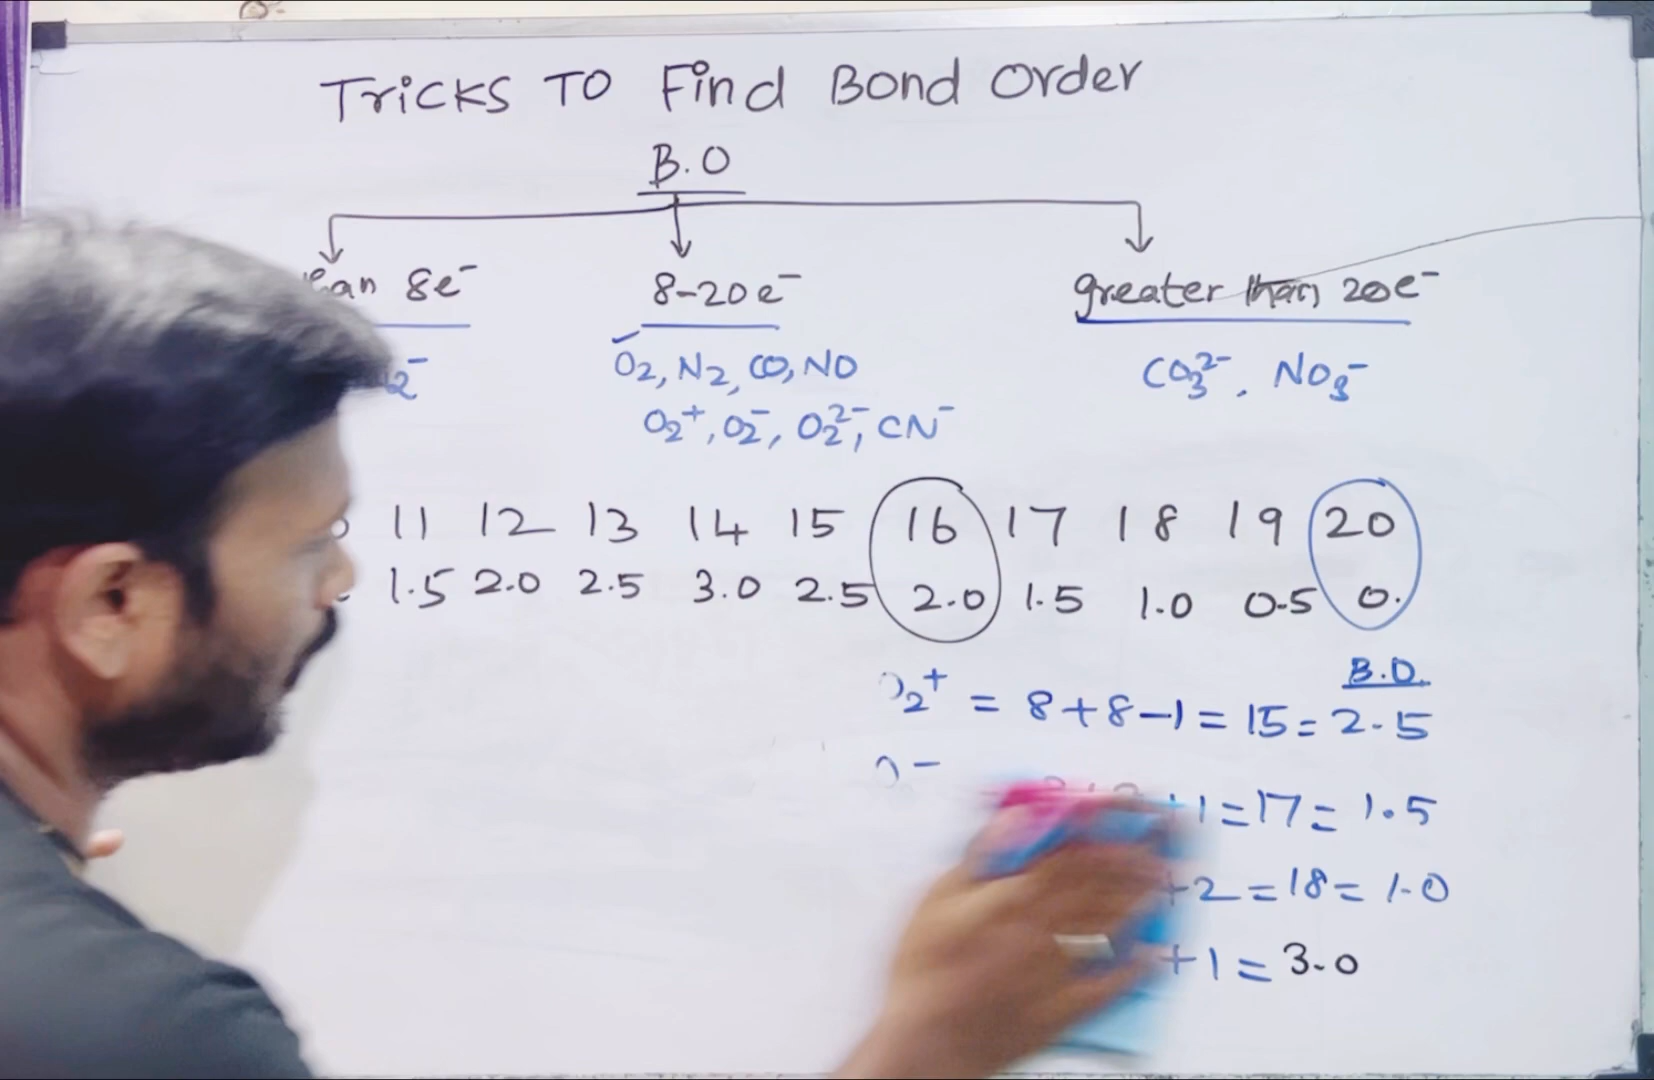 Tricks To Find Bond Order
B.O
8e⁻ 8-20e⁻ greater than 20e⁻
O₂, N₂, CO, NO CO₃²⁻, NO₃⁻
O₂⁺, O₂⁻, O₂²⁻, CN⁻
11 12 13 14 15 16 17 18 19 20
1.5 2.0 2.5 3.0 2.5 2.0 1.5 1.0 0.5 0.
B.O.
₂⁺ = 8+8-1 = 15 = 2.5
+1 = 17 = 1.5
+2 = 18 = 1.0
+1 = 3.0